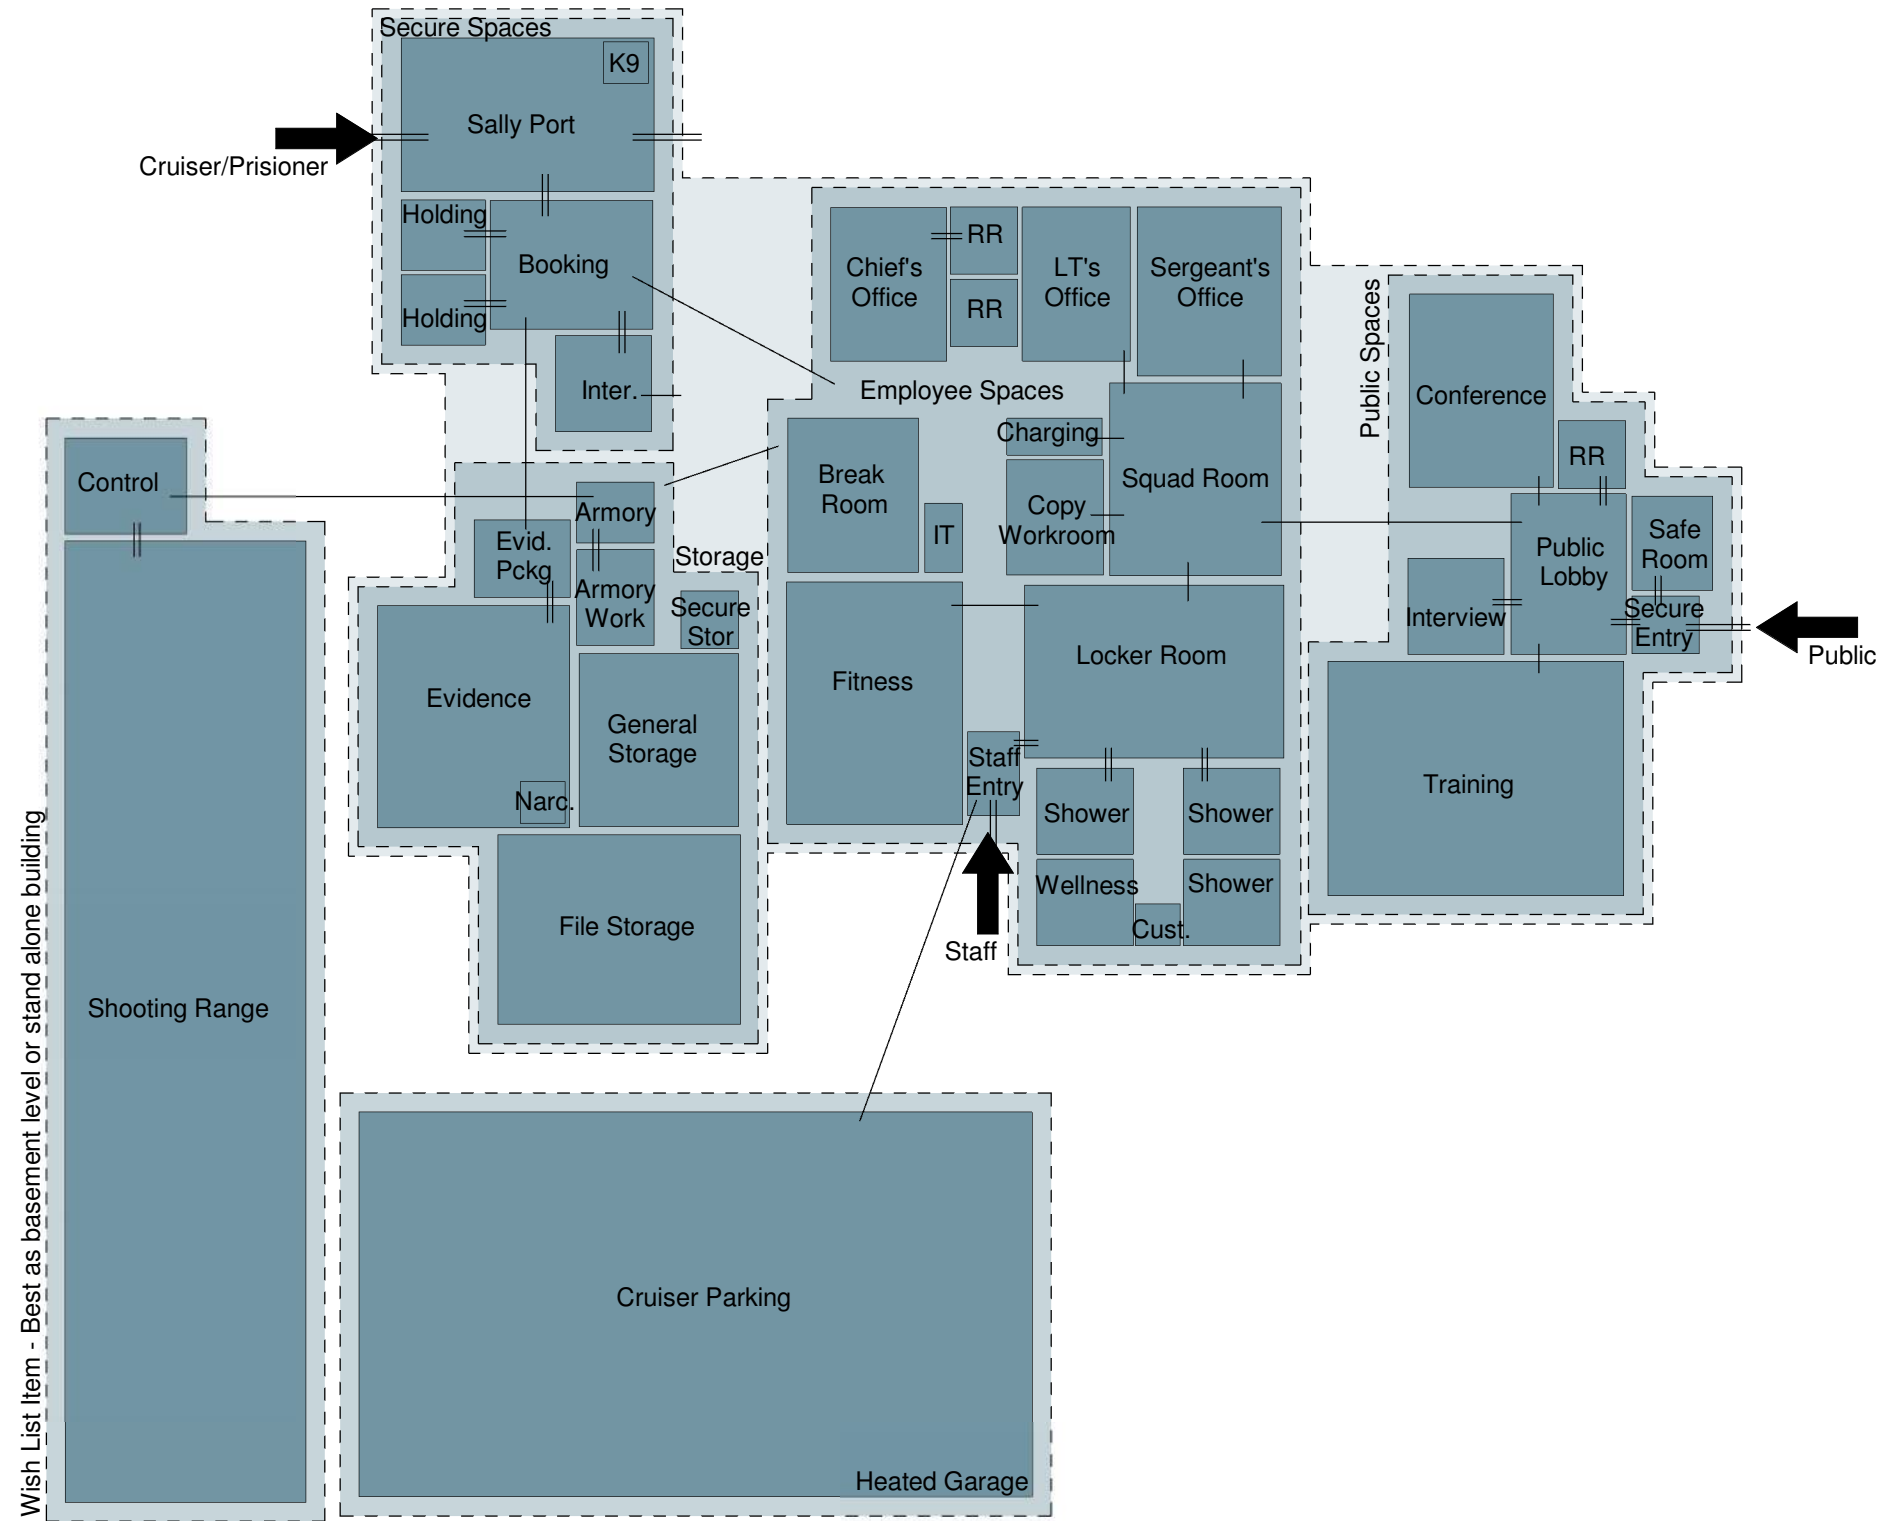 Secure Spaces
K9
Sally Port
Cruiser/Prisioner
Holding
Booking
Holding
Inter.
Chief's
Office
RR
RR
LT's
Office
Sergeant's
Office
Employee Spaces
Public Spaces
Conference
RR
Charging
Break
Room
IT
Copy
Workroom
Squad Room
Public
Lobby
Safe
Room
Interview
Secure
Entry
Public
Control
Armory
Evid.
Pckg
Storage
Armory
Work
Secure
Stor
Evidence
General
Storage
Narc.
File Storage
Fitness
Locker Room
Staff
Entry
Shower
Shower
Wellness
Shower
Cust.
Staff
Training
Wish List Item - Best as basement level or stand alone building
Shooting Range
Cruiser Parking
Heated Garage